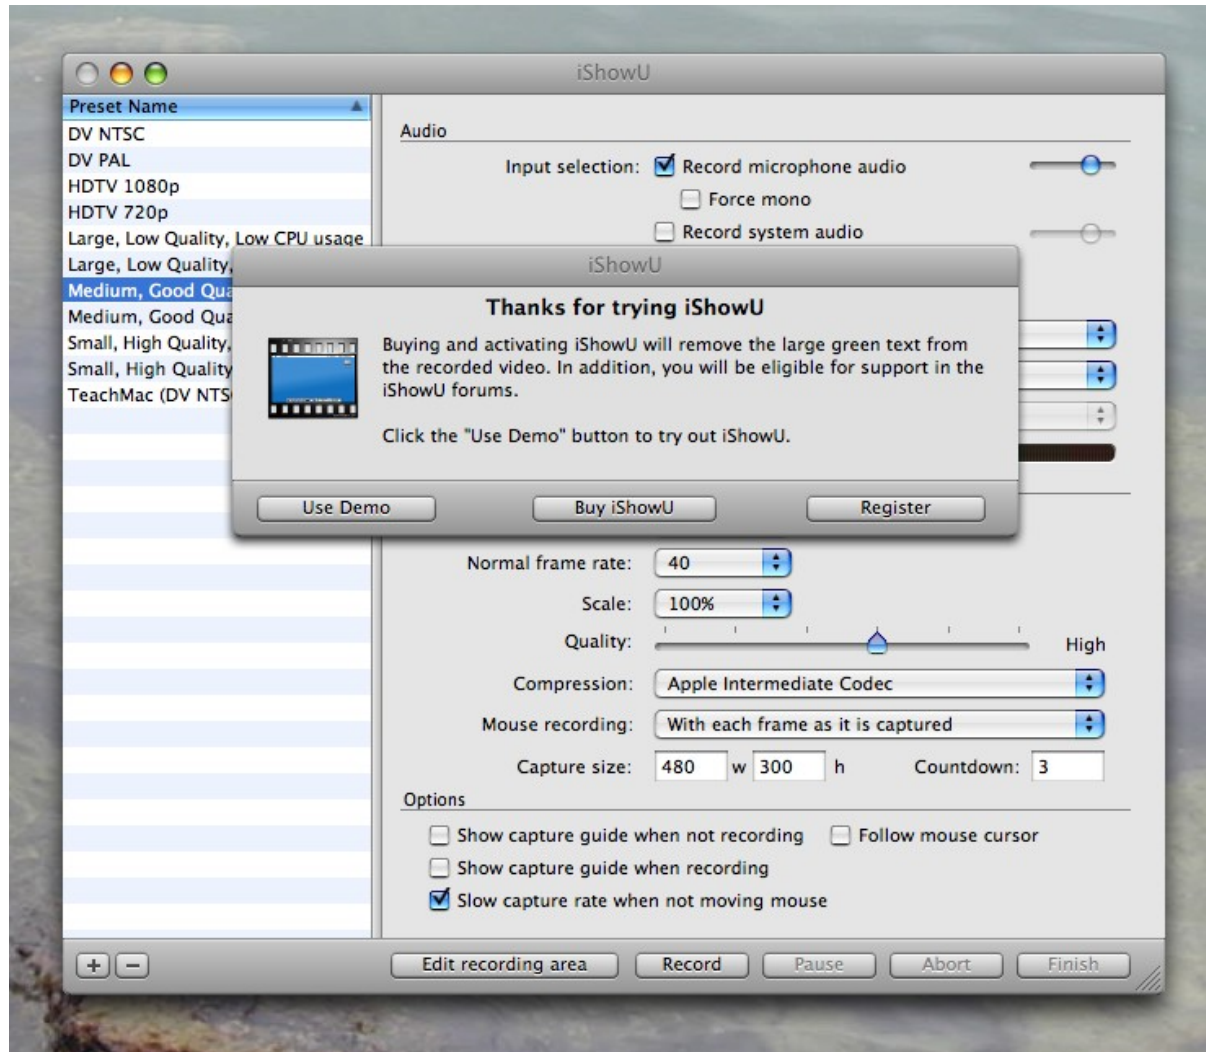 iShowU
Preset Name
DV NTSC
DV PAL
HDTV 1080p
HDTV 720p
Large, Low Quality, Low CPU usage
Large, Low Quality,
Medium, Good Qua
Medium, Good Qua
Small, High Quality,
Small, High Quality
TeachMac (DV NTS
Audio
Input selection: Record microphone audio
Force mono
Record system audio
iShowU
Thanks for trying iShowU
Buying and activating iShowU will remove the large green text from
the recorded video. In addition, you will be eligible for support in the
iShowU forums.
Click the "Use Demo" button to try out iShowU.
Use Demo Buy iShowU Register
Normal frame rate: 40
Scale: 100%
Quality: High
Compression: Apple Intermediate Codec
Mouse recording: With each frame as it is captured
Capture size: 480 w 300 h Countdown: 3
Options
Show capture guide when not recording Follow mouse cursor
Show capture guide when recording
Slow capture rate when not moving mouse
+ − Edit recording area Record Pause Abort Finish